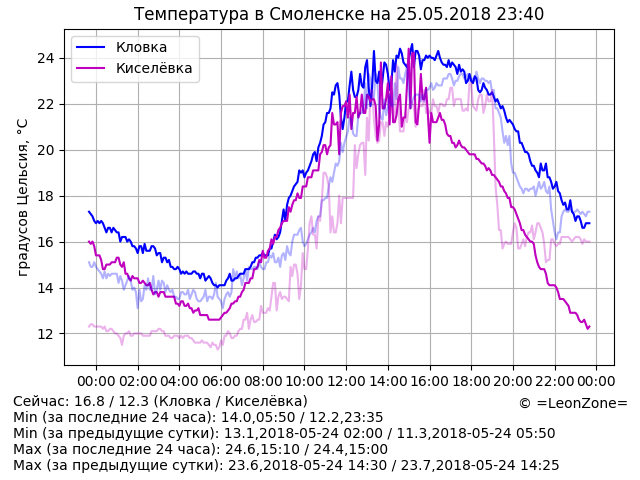 Температура в Смоленске на 25.05.2018 23:40
Кловка
Киселёвка
градусов Цельсия, °C
24
22
20
18
16
14
12
00:00 02:00 04:00 06:00 08:00 10:00 12:00 14:00 16:00 18:00 20:00 22:00 00:00
Сейчас: 16.8 / 12.3 (Кловка / Киселёвка)
© =LeonZone=
Min (за последние 24 часа): 14.0,05:50 / 12.2,23:35
Min (за предыдущие сутки): 13.1,2018-05-24 02:00 / 11.3,2018-05-24 05:50
Max (за последние 24 часа): 24.6,15:10 / 24.4,15:00
Max (за предыдущие сутки): 23.6,2018-05-24 14:30 / 23.7,2018-05-24 14:25